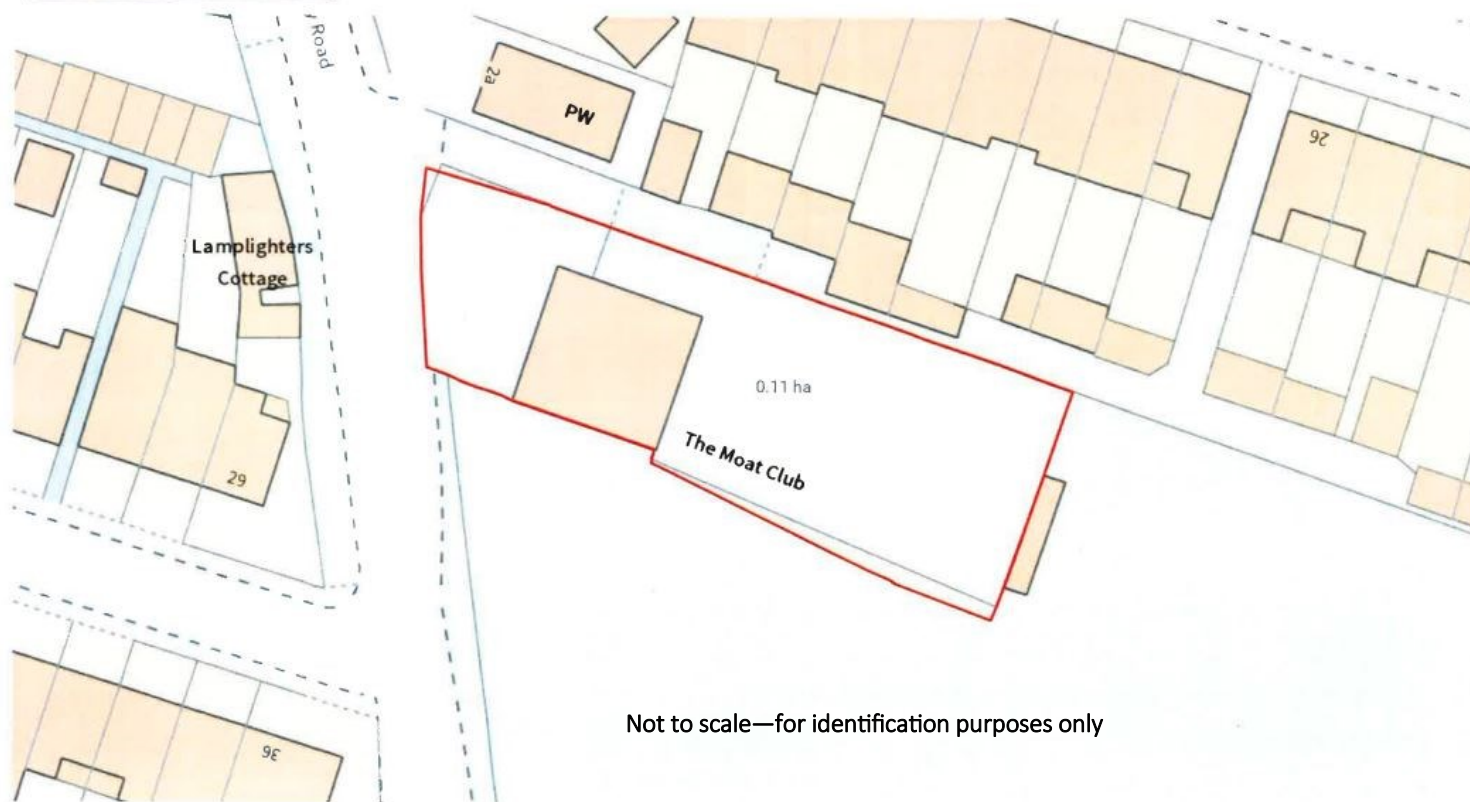 Road
2a
PW
26
Lamplighters
Cottage
0.11 ha
The Moat Club
29
Not to scale—for identification purposes only
36